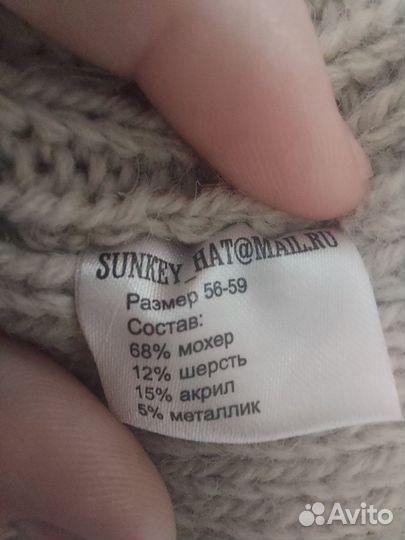 SUNKEY_HAT@MAIL.RU
Размер 56-59
Состав:
68% мохер
12% шерсть
15% акрил
5% металлик
Avito